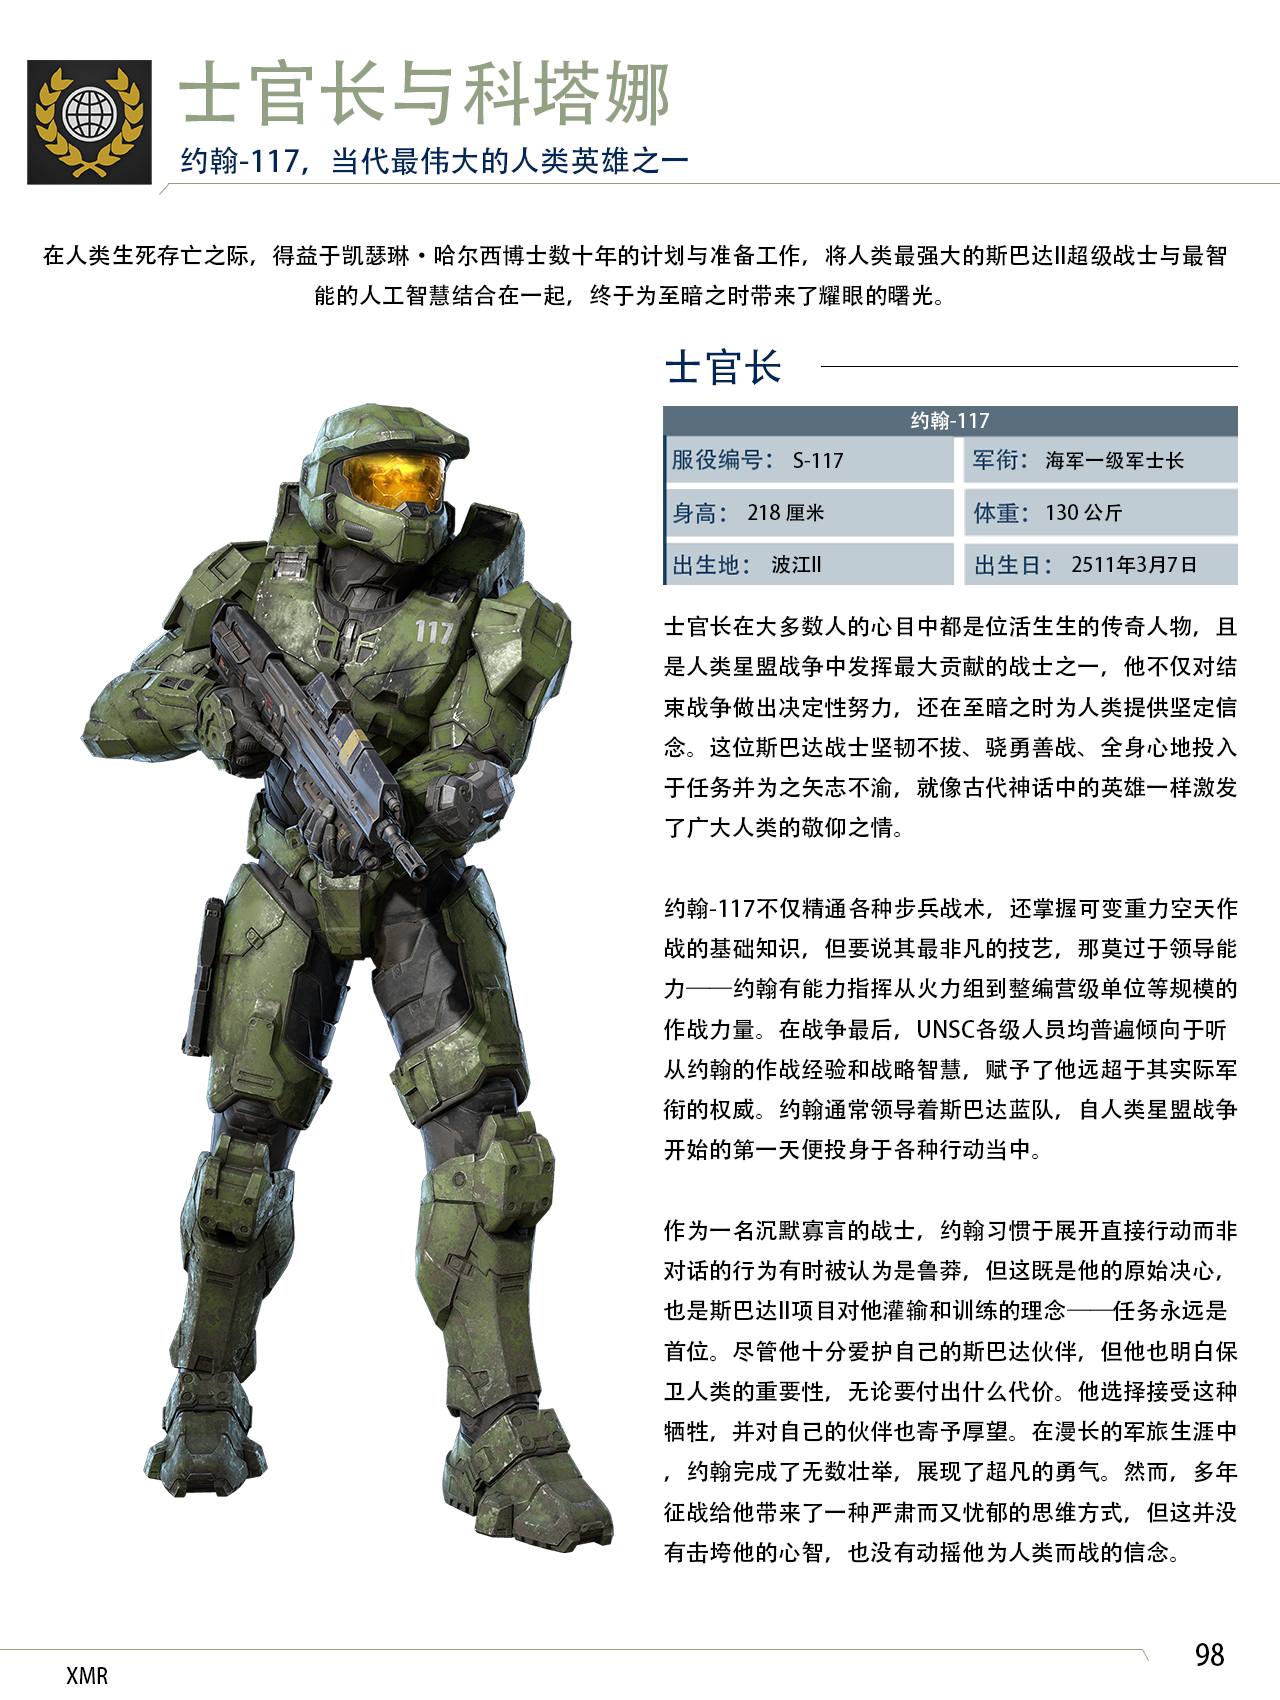 士官长与科塔娜
约翰-117，当代最伟大的人类英雄之一
在人类生死存亡之际，得益于凯瑟琳·哈尔西博士数十年的计划与准备工作，将人类最强大的斯巴达II超级战士与最智
能的人工智慧结合在一起，终于为至暗之时带来了耀眼的曙光。
士官长
约翰-117
服役编号： S-117 军衔： 海军一级军士长
身高： 218 厘米 体重： 130 公斤
出生地： 波江II 出生日： 2511年3月7日
士官长在大多数人的心目中都是位活生生的传奇人物，且
是人类星盟战争中发挥最大贡献的战士之一，他不仅对结
束战争做出决定性努力，还在至暗之时为人类提供坚定信
念。这位斯巴达战士坚韧不拔、骁勇善战、全身心地投入
于任务并为之矢志不渝，就像古代神话中的英雄一样激发
了广大人类的敬仰之情。
约翰-117不仅精通各种步兵战术，还掌握可变重力空天作
战的基础知识，但要说其最非凡的技艺，那莫过于领导能
力——约翰有能力指挥从火力组到整编营级单位等规模的
作战力量。在战争最后，UNSC各级人员均普遍倾向于听
从约翰的作战经验和战略智慧，赋予了他远超于其实际军
衔的权威。约翰通常领导着斯巴达蓝队，自人类星盟战争
开始的第一天便投身于各种行动当中。
作为一名沉默寡言的战士，约翰习惯于展开直接行动而非
对话的行为有时被认为是鲁莽，但这既是他的原始决心，
也是斯巴达II项目对他灌输和训练的理念——任务永远是
首位。尽管他十分爱护自己的斯巴达伙伴，但他也明白保
卫人类的重要性，无论要付出什么代价。他选择接受这种
牺牲，并对自己的伙伴也寄予厚望。在漫长的军旅生涯中
，约翰完成了无数壮举，展现了超凡的勇气。然而，多年
征战给他带来了一种严肃而又忧郁的思维方式，但这并没
有击垮他的心智，也没有动摇他为人类而战的信念。
117
98
XMR